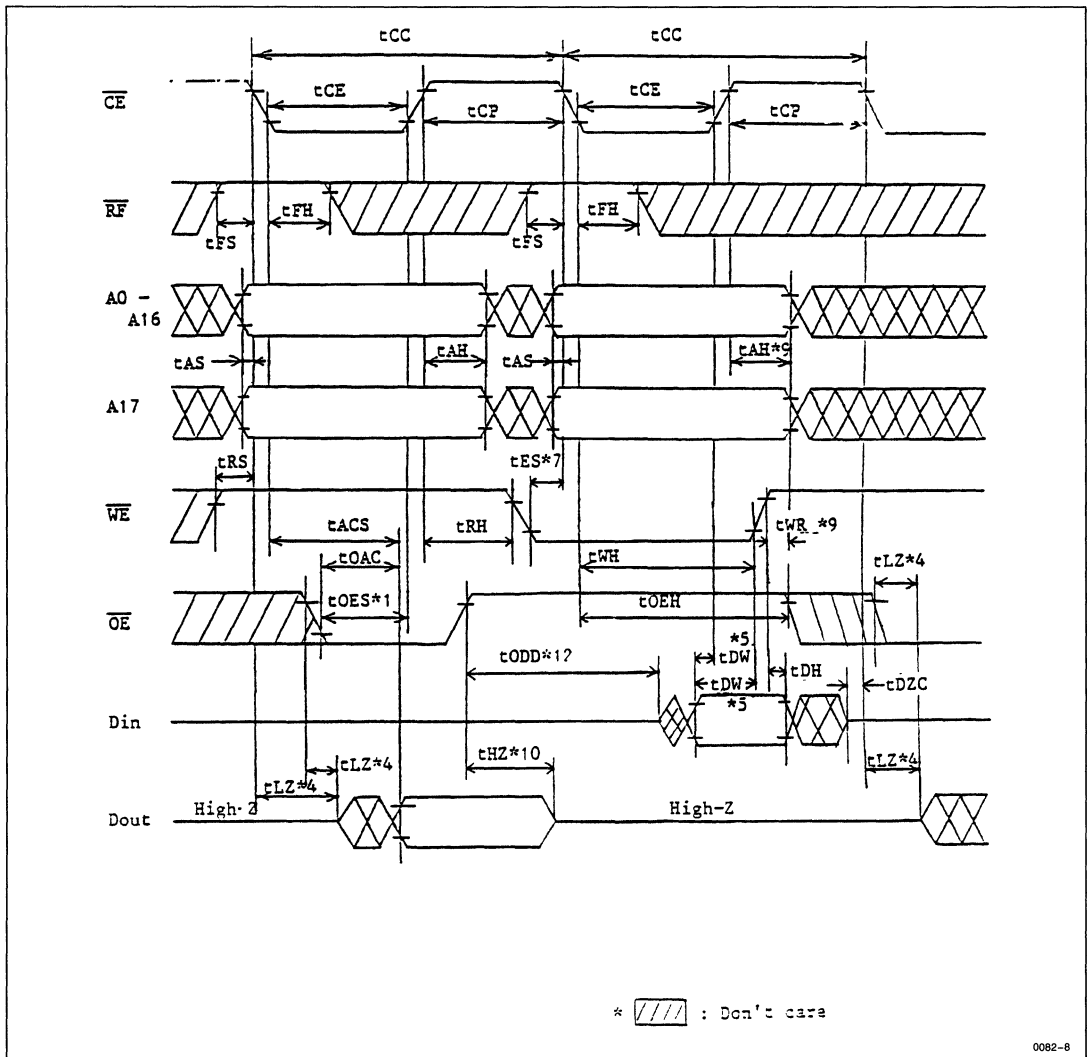 tCC tCC
CE tCE tCE
tCP tCP
RF tFH tFH
tFS tFS
A0 -
A16
tAS tAH tAS tAH*9
A17
tRS tES*7
WE
tACS tRH tWR *9
tOAC tWH tLZ*4
OE tOES*1 tOEH
*5
tODD*12 tDW tDH
tDW tDZC
Din *5
tLZ*4 tHZ*10 tLZ*4
tLZ*4
High-Z High-Z
Dout
* : Don't care
0082-8